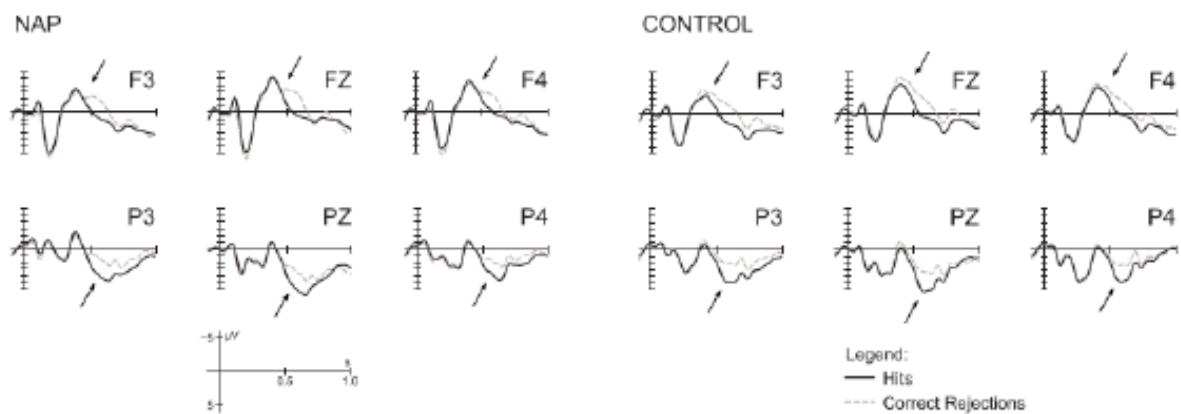 NAP
CONTROL
F3
FZ
F4
F3
FZ
F4
P3
PZ
P4
P3
PZ
P4
-5 µV
s
0.5
1.0
5
Legend:
Hits
Correct Rejections